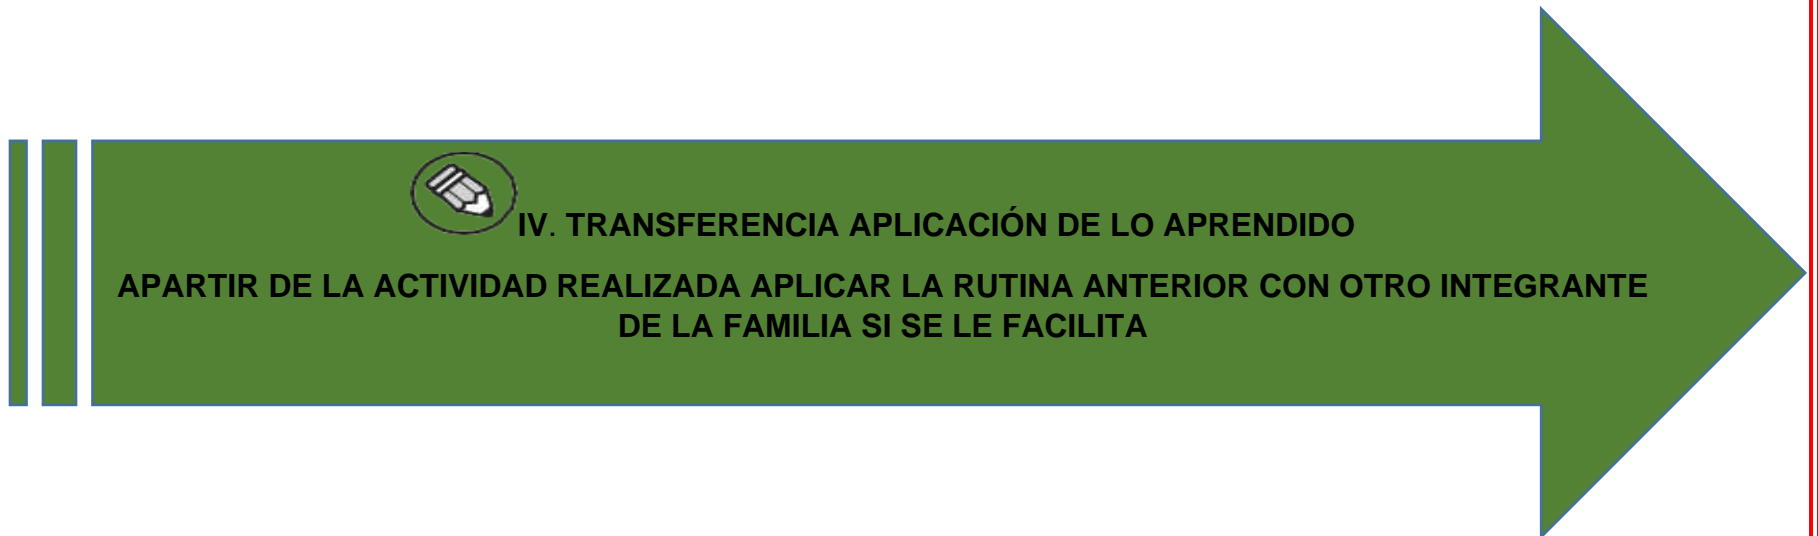 IV. TRANSFERENCIA APLICACIÓN DE LO APRENDIDO
APARTIR DE LA ACTIVIDAD REALIZADA APLICAR LA RUTINA ANTERIOR CON OTRO INTEGRANTE
DE LA FAMILIA SI SE LE FACILITA